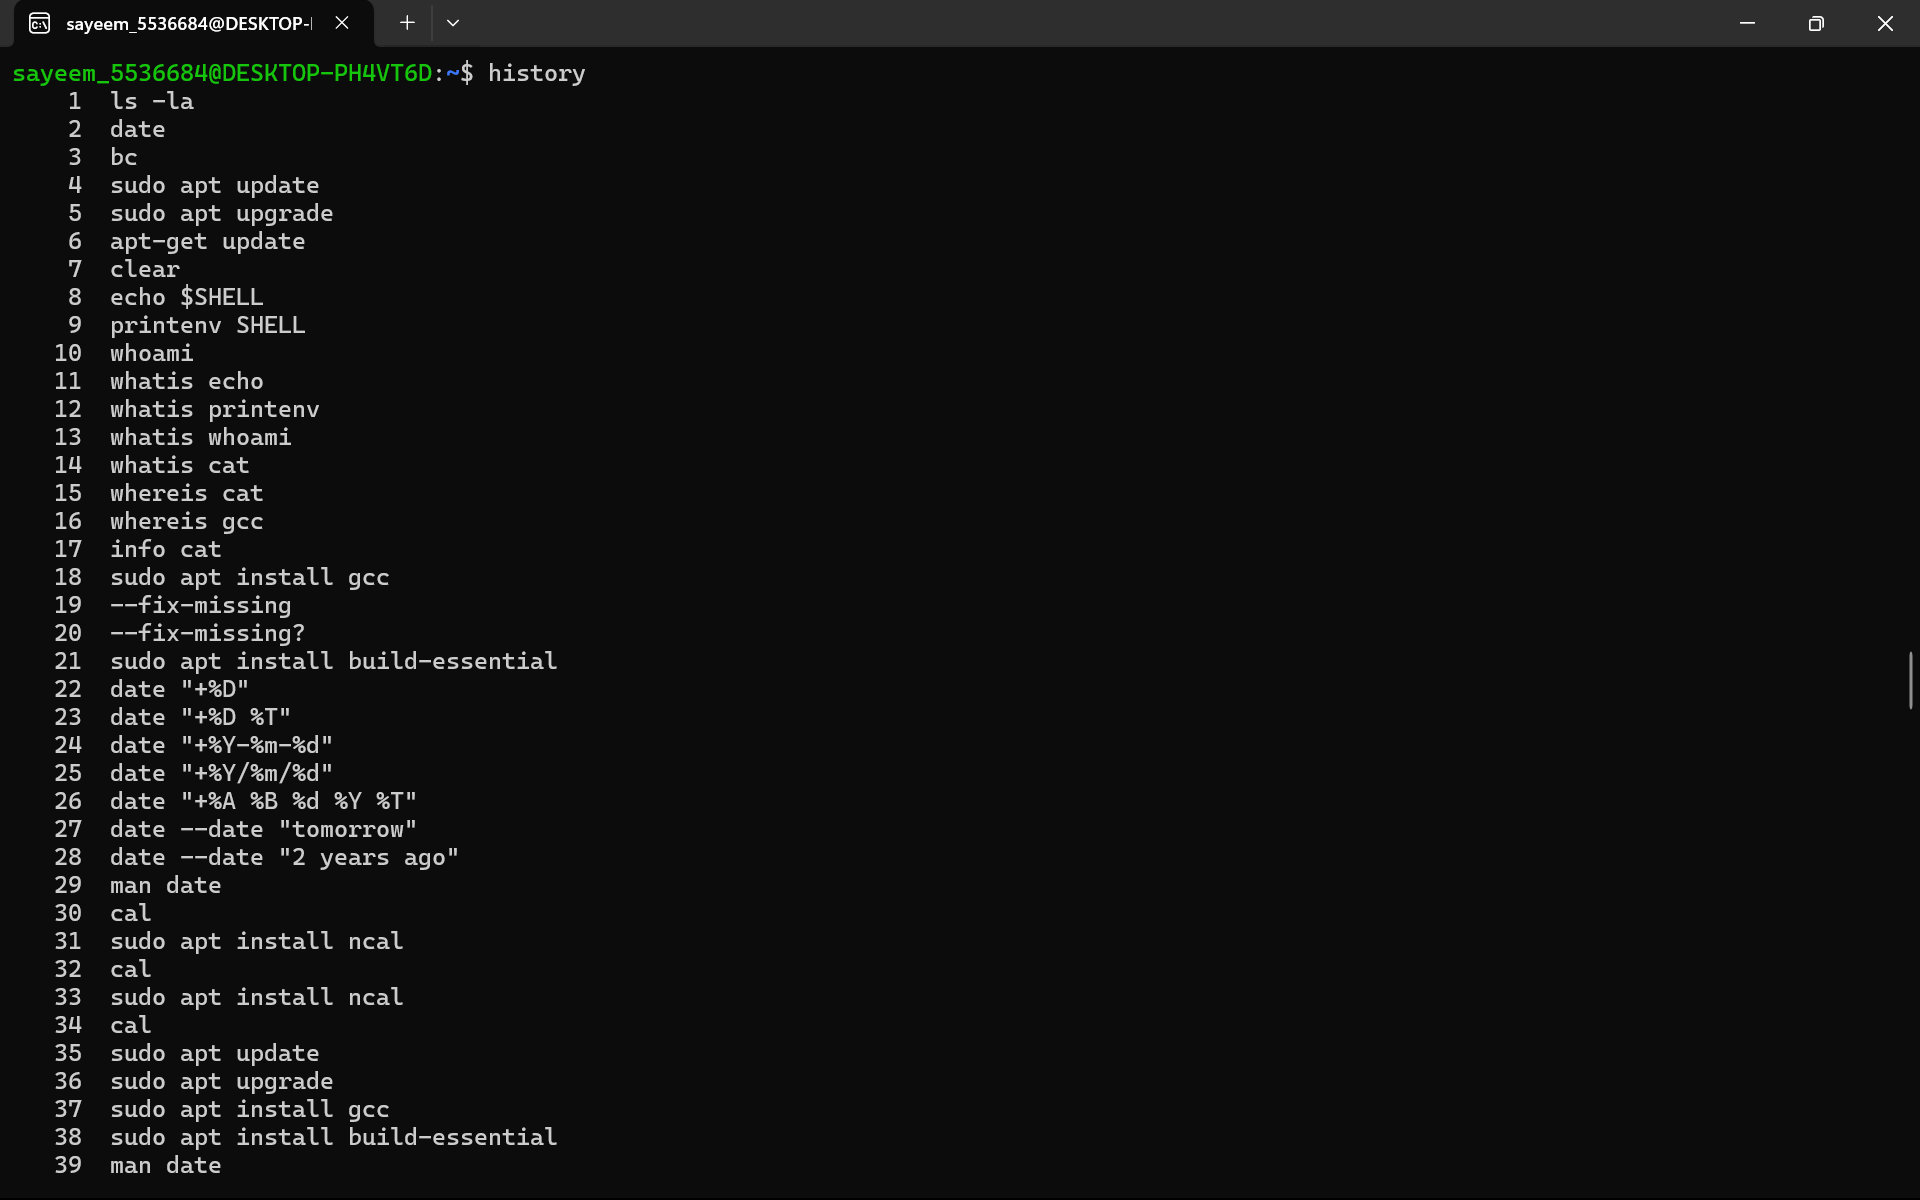 sayeem_5536684@DESKTOP-
sayeem_5536684@DESKTOP-PH4VT6D:~$ history
1 ls -la
2 date
3 bc
4 sudo apt update
5 sudo apt upgrade
6 apt-get update
7 clear
8 echo $SHELL
9 printenv SHELL
10 whoami
11 whatis echo
12 whatis printenv
13 whatis whoami
14 whatis cat
15 whereis cat
16 whereis gcc
17 info cat
18 sudo apt install gcc
19 --fix-missing
20 --fix-missing?
21 sudo apt install build-essential
22 date "+%D"
23 date "+%D %T"
24 date "+%Y-%m-%d"
25 date "+%Y/%m/%d"
26 date "+%A %B %d %Y %T"
27 date --date "tomorrow"
28 date --date "2 years ago"
29 man date
30 cal
31 sudo apt install ncal
32 cal
33 sudo apt install ncal
34 cal
35 sudo apt update
36 sudo apt upgrade
37 sudo apt install gcc
38 sudo apt install build-essential
39 man date